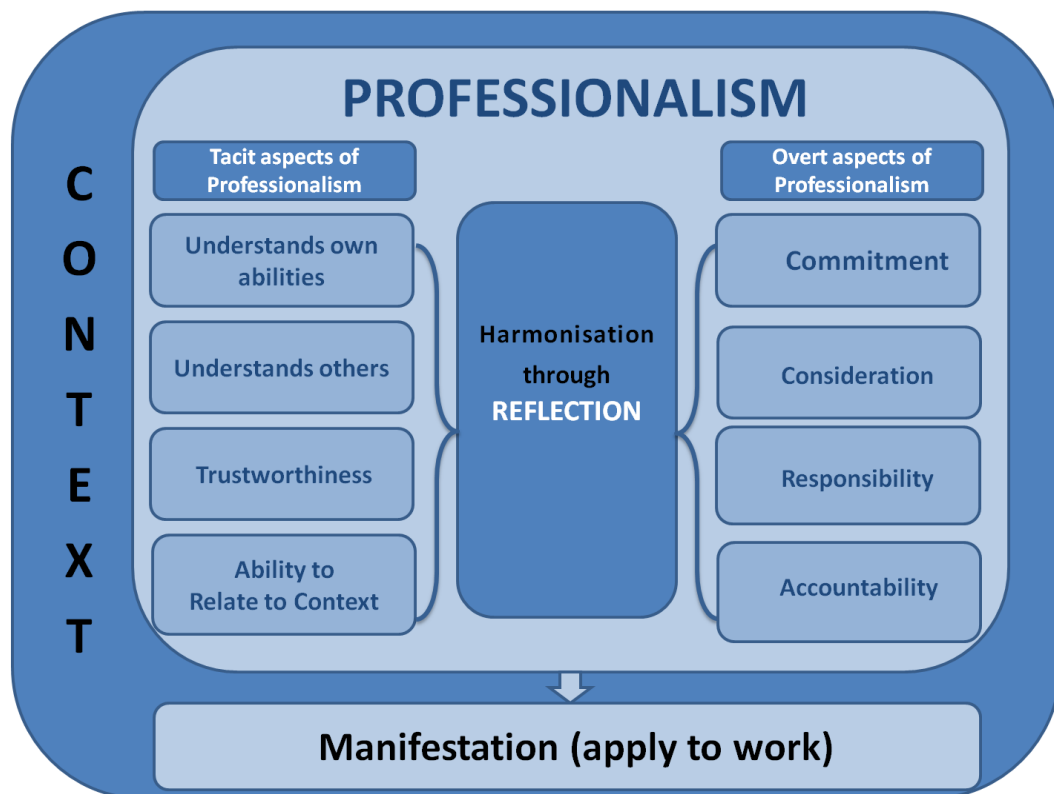 PROFESSIONALISM
CONTEXT
Tacit aspects of
Professionalism
Understands own
abilities
Understands others
Trustworthiness
Ability to
Relate to Context
Harmonisation
through
REFLECTION
Overt aspects of
Professionalism
Commitment
Consideration
Responsibility
Accountability
Manifestation (apply to work)